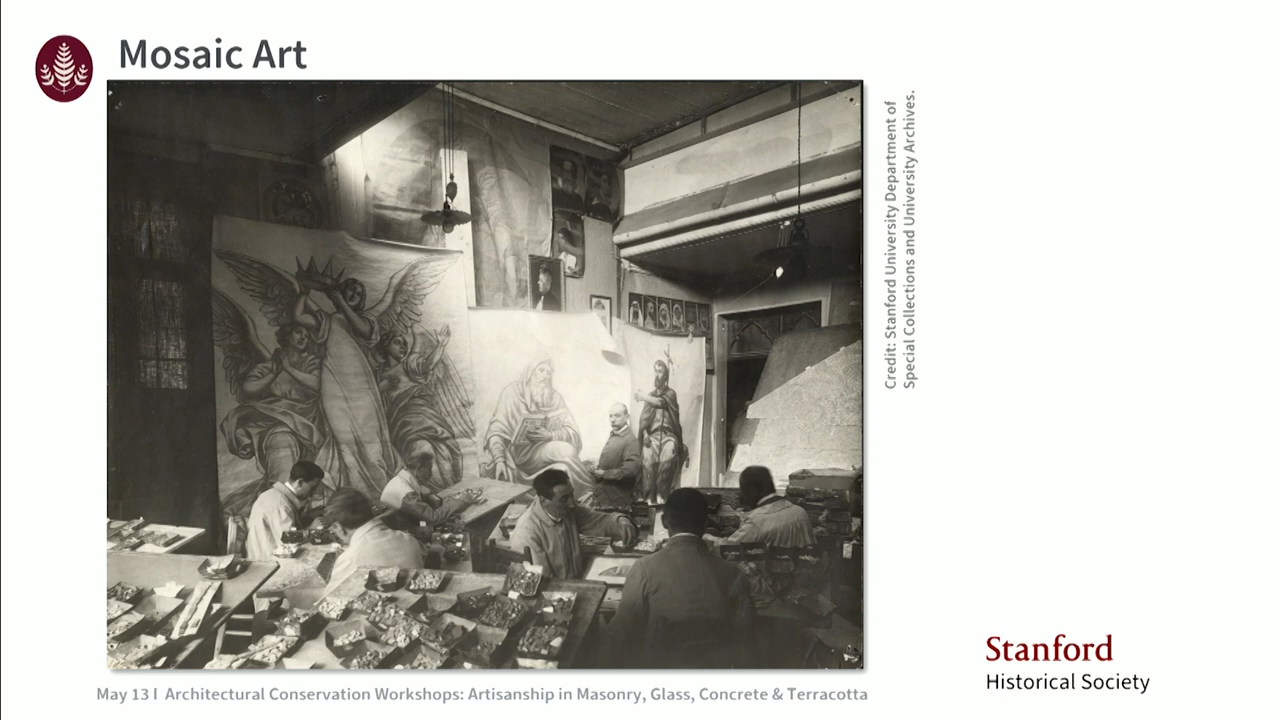 Mosaic Art
Credit: Stanford University Department of
Special Collections and University Archives.
Stanford
Historical Society
May 13 I Architectural Conservation Workshops: Artisanship in Masonry, Glass, Concrete & Terracotta